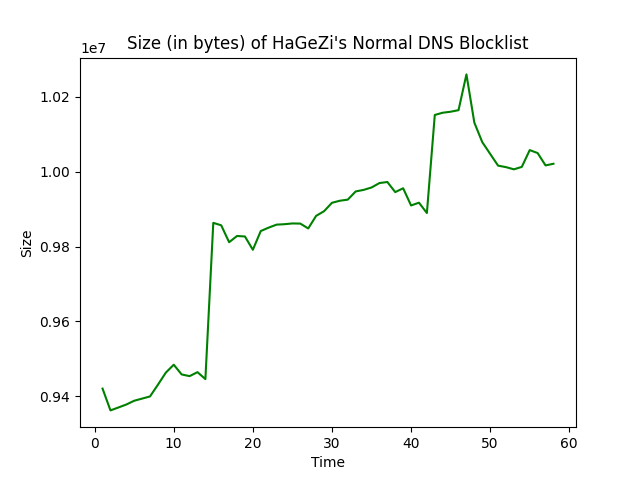 Size (in bytes) of HaGeZi's Normal DNS Blocklist
1e7
1.02
1.00
0.98
0.96
0.94
Size
0 10 20 30 40 50 60
Time